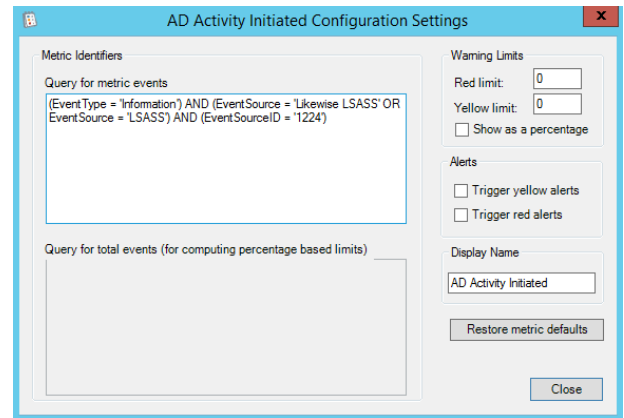 AD Activity Initiated Configuration Settings
x
Metric Identifiers
Query for metric events
(EventType = 'Information') AND (EventSource = 'Likewise LSASS' OR
EventSource = 'LSASS') AND (EventSourceID = '1224')
Query for total events (for computing percentage based limits)
Warning Limits
Red limit: 0
Yellow limit: 0
Show as a percentage
Alerts
Trigger yellow alerts
Trigger red alerts
Display Name
AD Activity Initiated
Restore metric defaults
Close